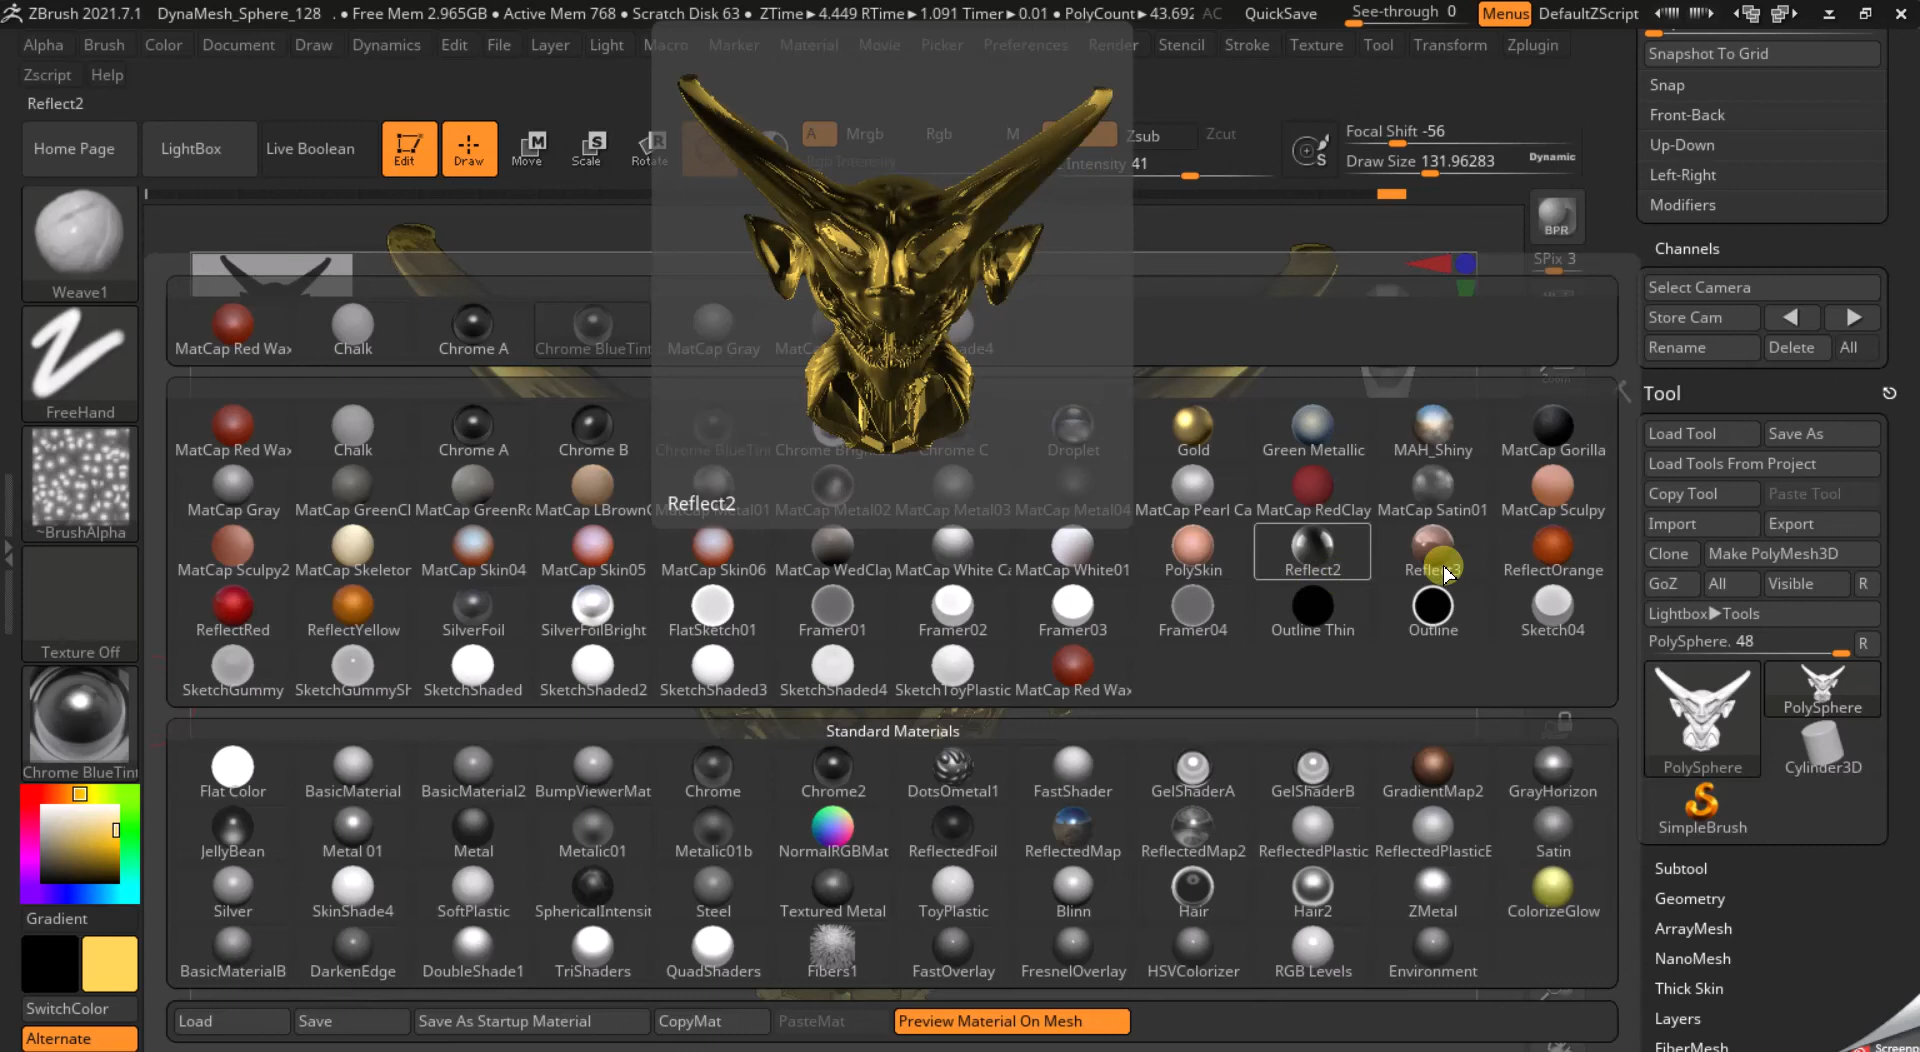 ZBrush 2021.7.1 DynaMesh_Sphere_128 . • Free Mem 2.965GB • Active Mem 768 • Scratch Disk 63 • ZTime▶4.449 RTime▶1.091 Timer▶0.01 • PolyCount▶43.692 AC QuickSave See-through 0 Menus DefaultZScript
Alpha Brush Color Document Draw Dynamics Edit File Layer Light Macro Marker Material Movie Picker Preferences Render Stencil Stroke Texture Tool Transform Zplugin
Zscript Help
Reflect2
Home Page LightBox Live Boolean Edit Draw Move Scale Rotate A Mrgb Rgb M Zsub Zcut Focal Shift -56
Rgb Intensity Intensity 41 S Draw Size 131.96283 Dynamic
Weave1
FreeHand
~BrushAlpha
Texture Off
Chrome BlueTint
Gradient
SwitchColor
Alternate
MatCap Red Wax Chalk Chrome A Chrome BlueTint MatCap Gray
MatCap Red Wax Chalk Chrome A Chrome B Chrome BlueTint Chrome C Droplet Gold Green Metallic MAH_Shiny MatCap Gorilla
MatCap Gray MatCap GreenCl MatCap GreenRo MatCap LBrown MatCap Metal01 MatCap Metal02 MatCap Metal03 MatCap Metal04 MatCap Pearl Ca MatCap RedClay MatCap Satin01 MatCap Sculpy
Reflect2
MatCap Sculpy2 MatCap Skeleton MatCap Skin04 MatCap Skin05 MatCap Skin06 MatCap WedClay MatCap White Ca MatCap White01 PolySkin Reflect2 Reflect3 ReflectOrange
ReflectRed ReflectYellow SilverFoil SilverFoilBright FlatSketch01 Framer01 Framer02 Framer03 Framer04 Outline Thin Outline Sketch04
SketchGummy SketchGummySh SketchShaded SketchShaded2 SketchShaded3 SketchShaded4 SketchToyPlastic MatCap Red Wax
Standard Materials
Flat Color BasicMaterial BasicMaterial2 BumpViewerMat Chrome Chrome2 DotsOmetal1 FastShader GelShaderA GelShaderB GradientMap2 GrayHorizon
JellyBean Metal 01 Metal Metalic01 Metalic01b NormalRGBMat ReflectedFoil ReflectedMap ReflectedMap2 ReflectedPlastic ReflectedPlasticB Satin
Silver SkinShade4 SoftPlastic SphericalIntensit Steel Textured Metal ToyPlastic Blinn Hair Hair2 ZMetal ColorizeGlow
BasicMaterialB DarkenEdge DoubleShade1 TriShaders QuadShaders Fibers1 FastOverlay FresnelOverlay HSVColorizer RGB Levels Environment
Load Save Save As Startup Material CopyMat PasteMat Preview Material On Mesh
BPR
SPix 3
Snapshot To Grid
Snap
Front-Back
Up-Down
Left-Right
Modifiers
Channels
Select Camera
Store Cam
Rename Delete All
Tool
Load Tool Save As
Load Tools From Project
Copy Tool Paste Tool
Import Export
Clone Make PolyMesh3D
GoZ All Visible R
Lightbox▶Tools
PolySphere. 48 R
PolySphere PolySphere
Cylinder3D
SimpleBrush
Subtool
Geometry
ArrayMesh
NanoMesh
Thick Skin
Layers
FiberMesh